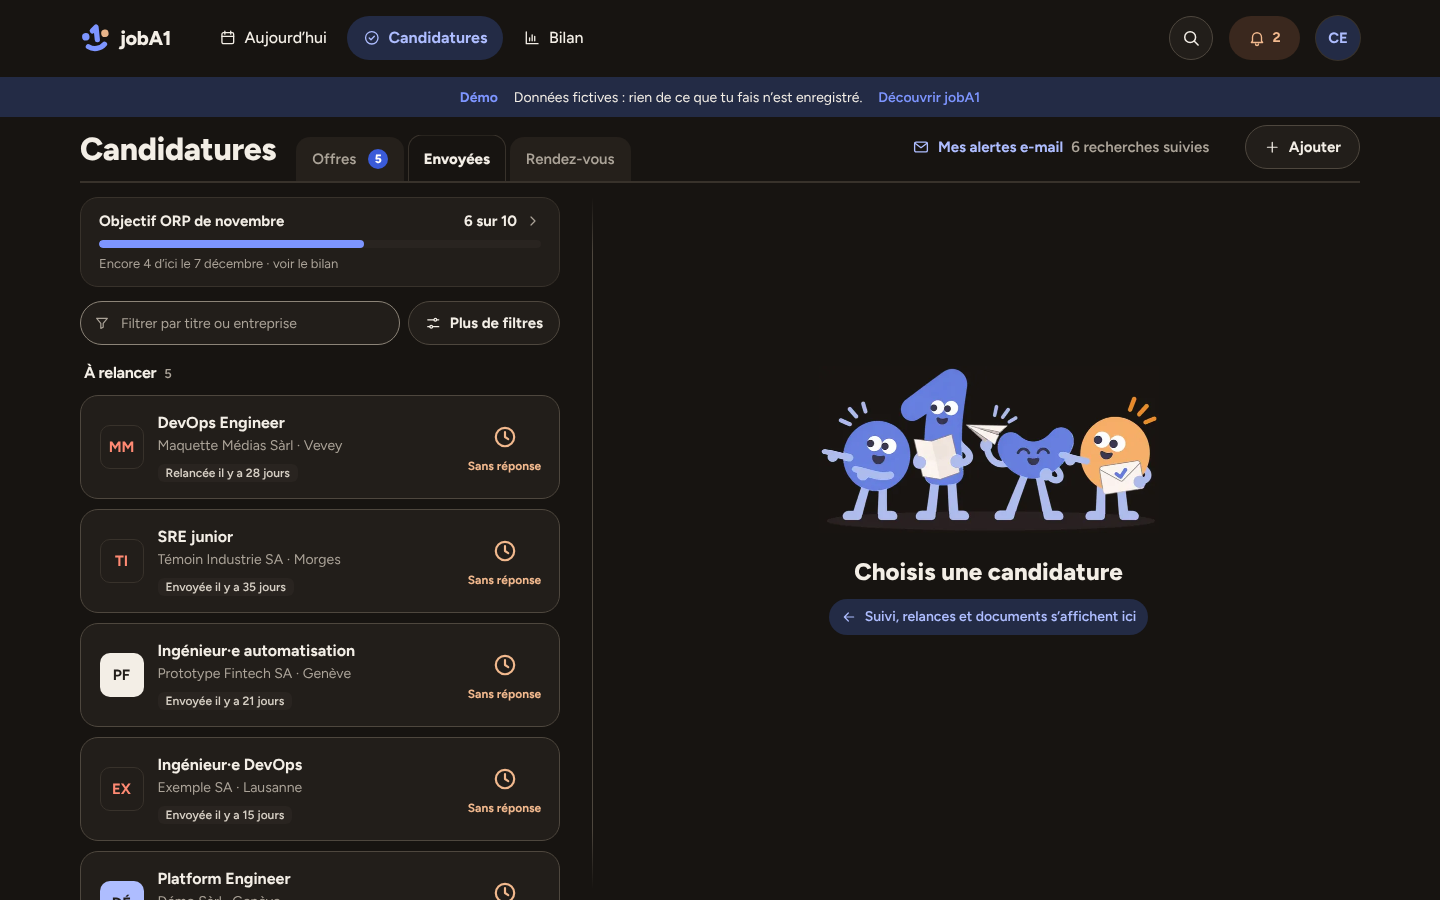 jobA1
Aujourd’hui
Candidatures
Bilan
2
CE
Démo Données fictives : rien de ce que tu fais n’est enregistré. Découvrir jobA1
Candidatures
Offres 5
Envoyées
Rendez-vous
Mes alertes e-mail 6 recherches suivies
Ajouter
Objectif ORP de novembre 6 sur 10
Encore 4 d’ici le 7 décembre · voir le bilan
Filtrer par titre ou entreprise
Plus de filtres
À relancer 5
MM
DevOps Engineer
Maquette Médias Sàrl · Vevey
Relancée il y a 28 jours
Sans réponse
TI
SRE junior
Témoin Industrie SA · Morges
Envoyée il y a 35 jours
Sans réponse
PF
Ingénieur·e automatisation
Prototype Fintech SA · Genève
Envoyée il y a 21 jours
Sans réponse
EX
Ingénieur·e DevOps
Exemple SA · Lausanne
Envoyée il y a 15 jours
Sans réponse
Platform Engineer
Choisis une candidature
Suivi, relances et documents s’affichent ici